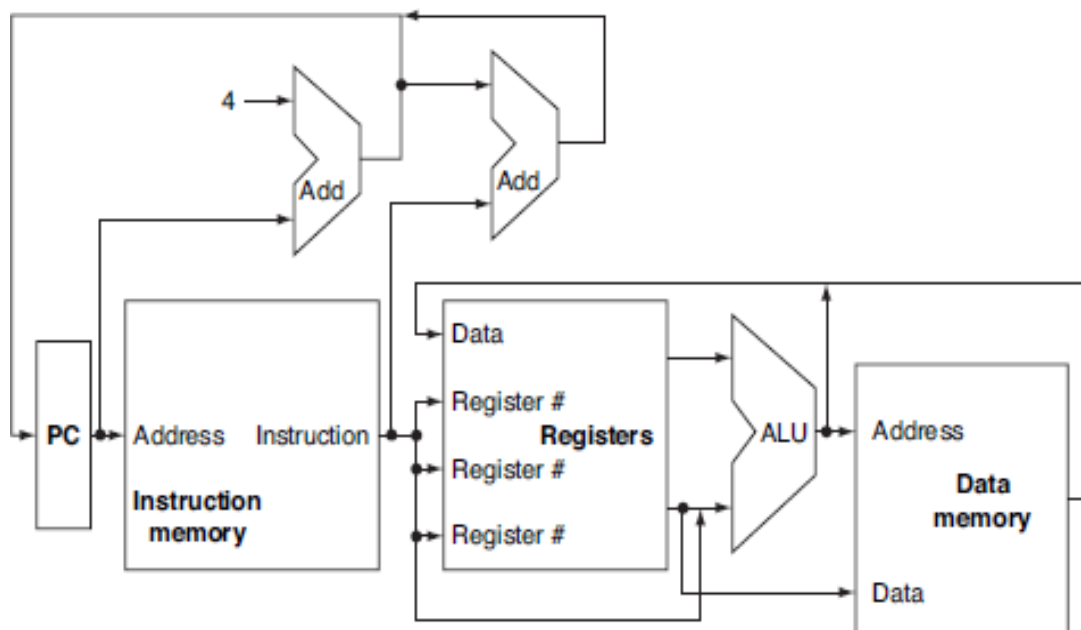 4
Add
Add
Data
PC
Address
Instruction
Register #
Registers
ALU
Address
Register #
Instruction
memory
Data
memory
Register #
Data